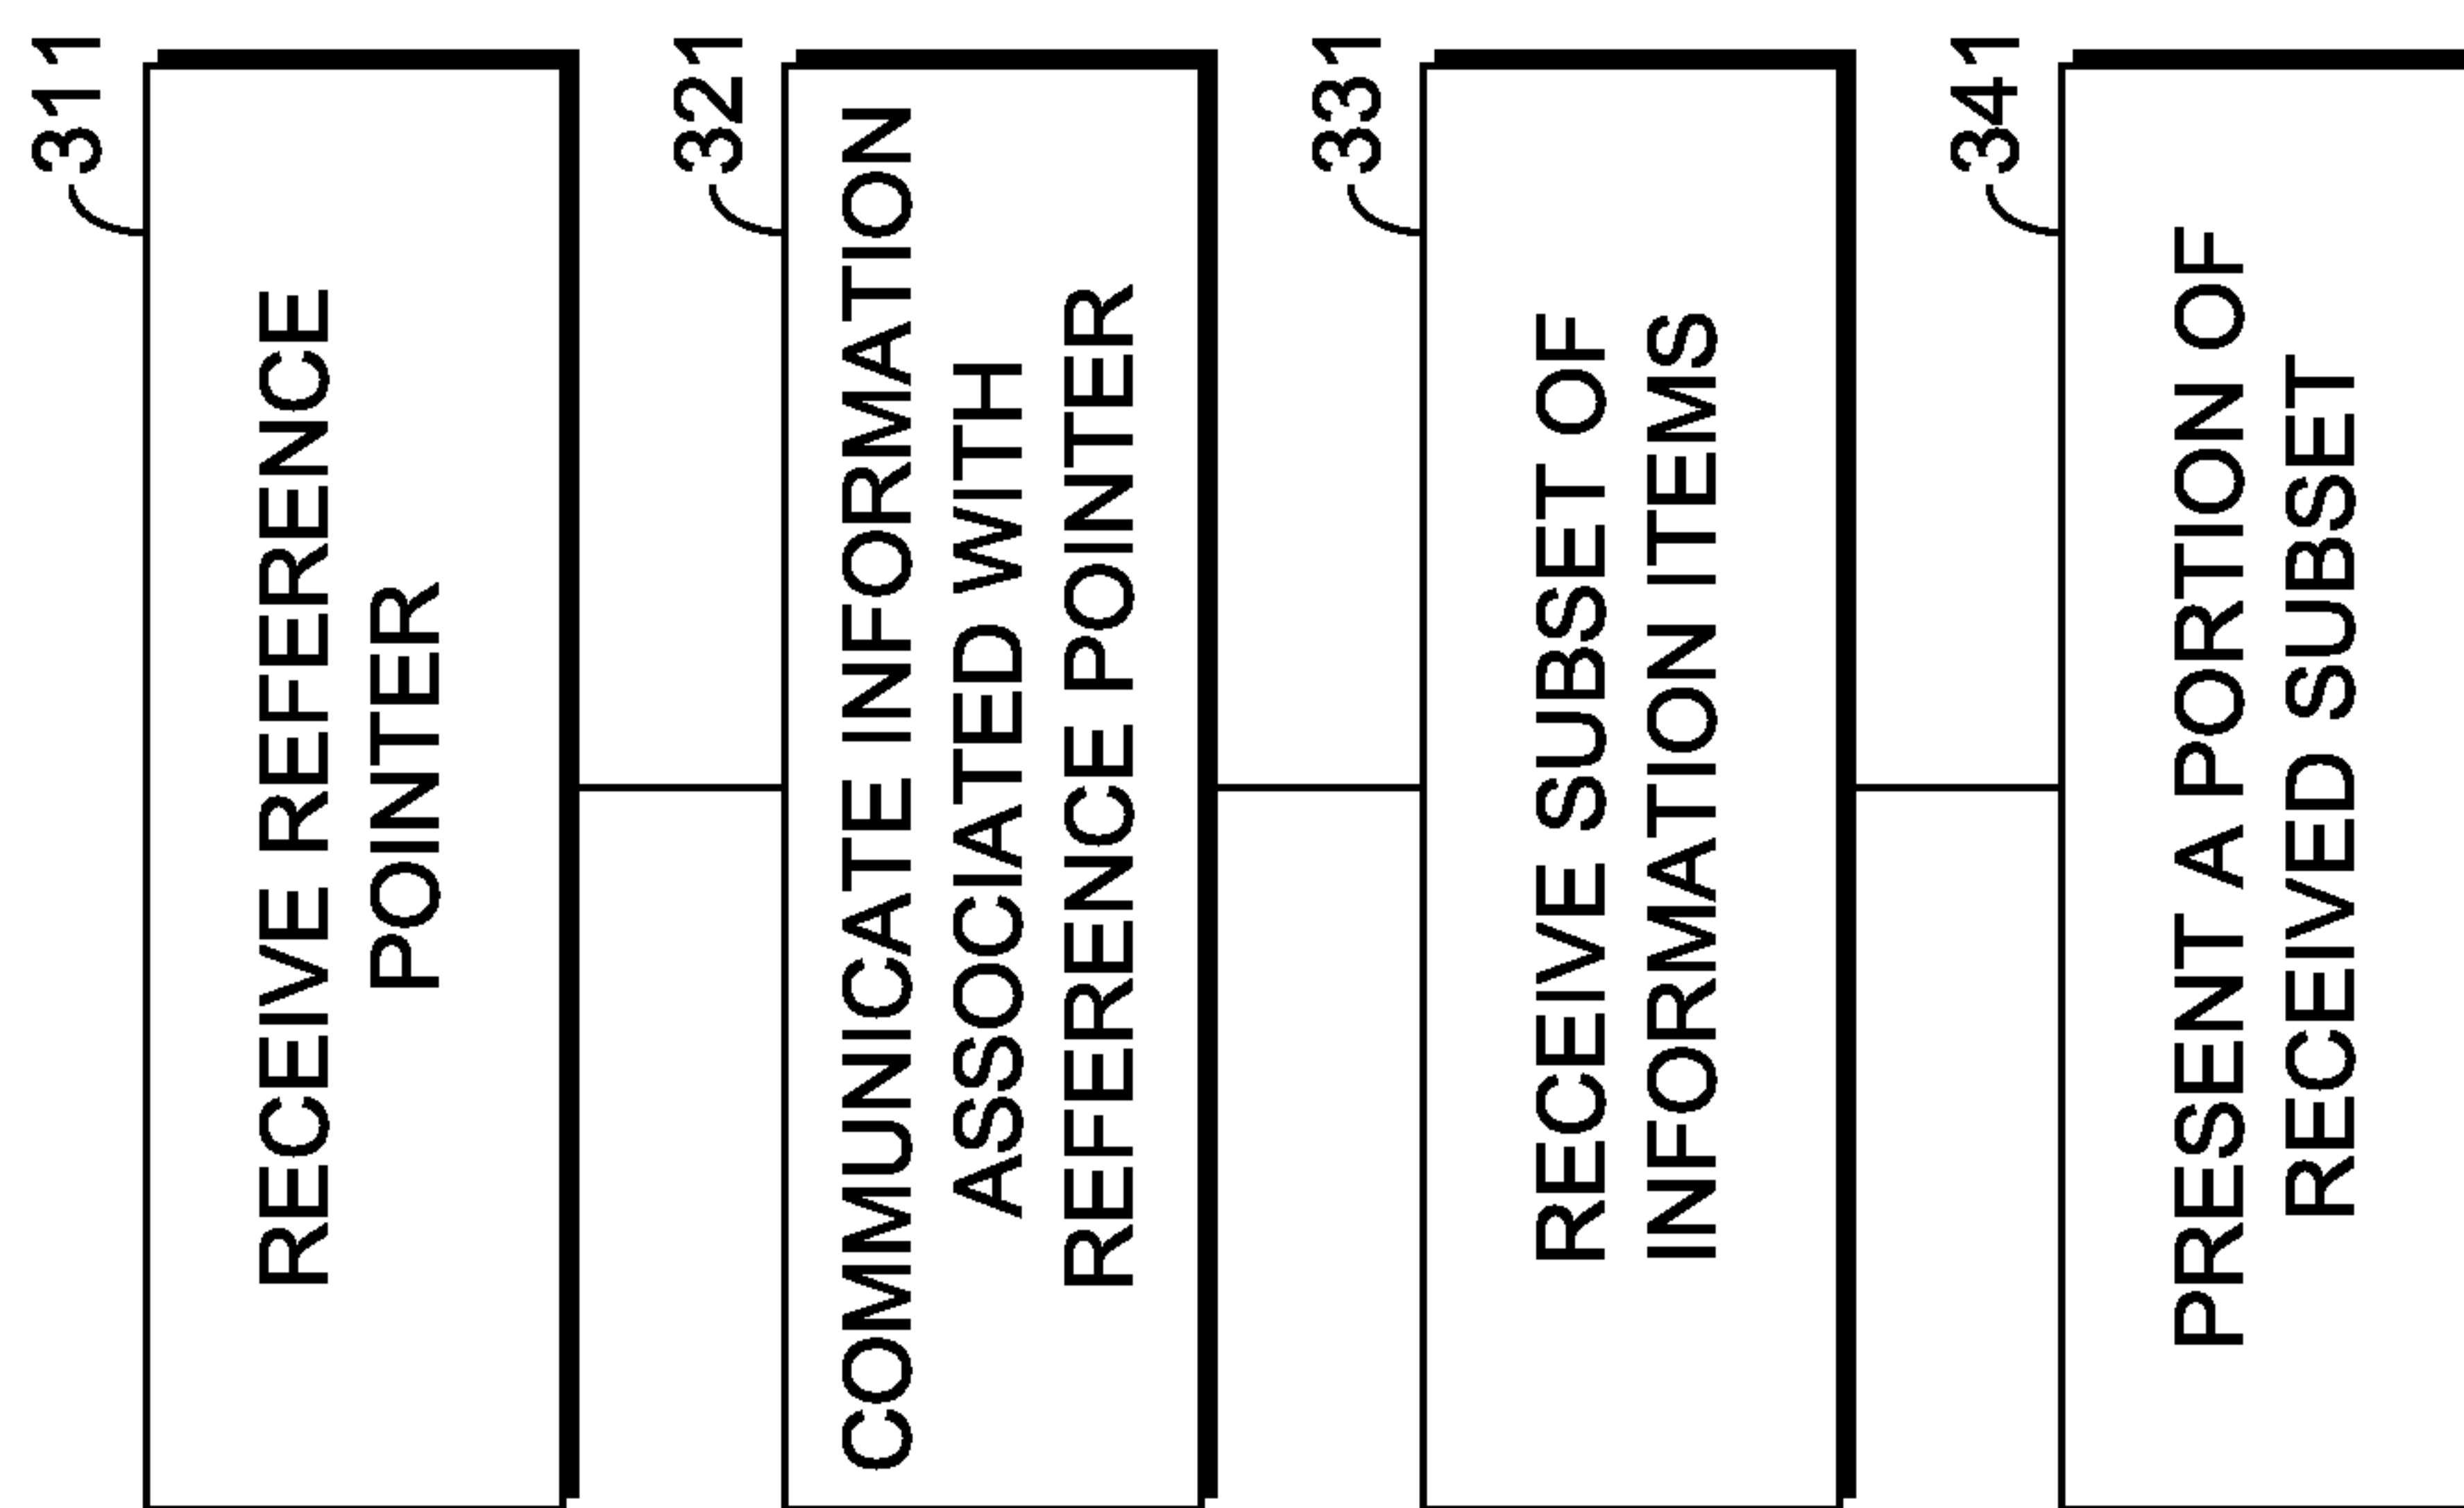 311
RECEIVE REFERENCE
POINTER
321
COMMUNICATE INFORMATION
ASSOCIATED WITH
REFERENCE POINTER
331
RECEIVE SUBSET OF
INFORMATION ITEMS
341
PRESENT A PORTION OF
RECEIVED SUBSET